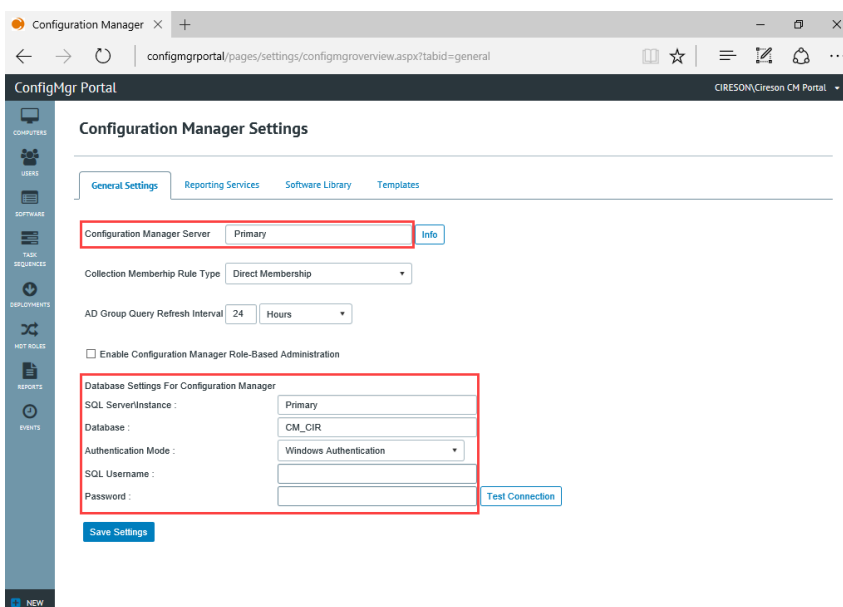 Configuration Manager
configmgrportal/pages/settings/configmgroverview.aspx?tabid=general
ConfigMgr Portal
CIRESON\Cireson CM Portal
COMPUTERS
USERS
SOFTWARE
TASK
SEQUENCES
DEPLOYMENTS
HOT ROLES
REPORTS
EVENTS
NEW
Configuration Manager Settings
General Settings Reporting Services Software Library Templates
Configuration Manager Server Primary Info
Collection Memberhip Rule Type Direct Membership
AD Group Query Refresh Interval 24 Hours
Enable Configuration Manager Role-Based Administration
Database Settings For Configuration Manager
SQL Server\Instance : Primary
Database : CM_CIR
Authentication Mode : Windows Authentication
SQL Username :
Password : Test Connection
Save Settings